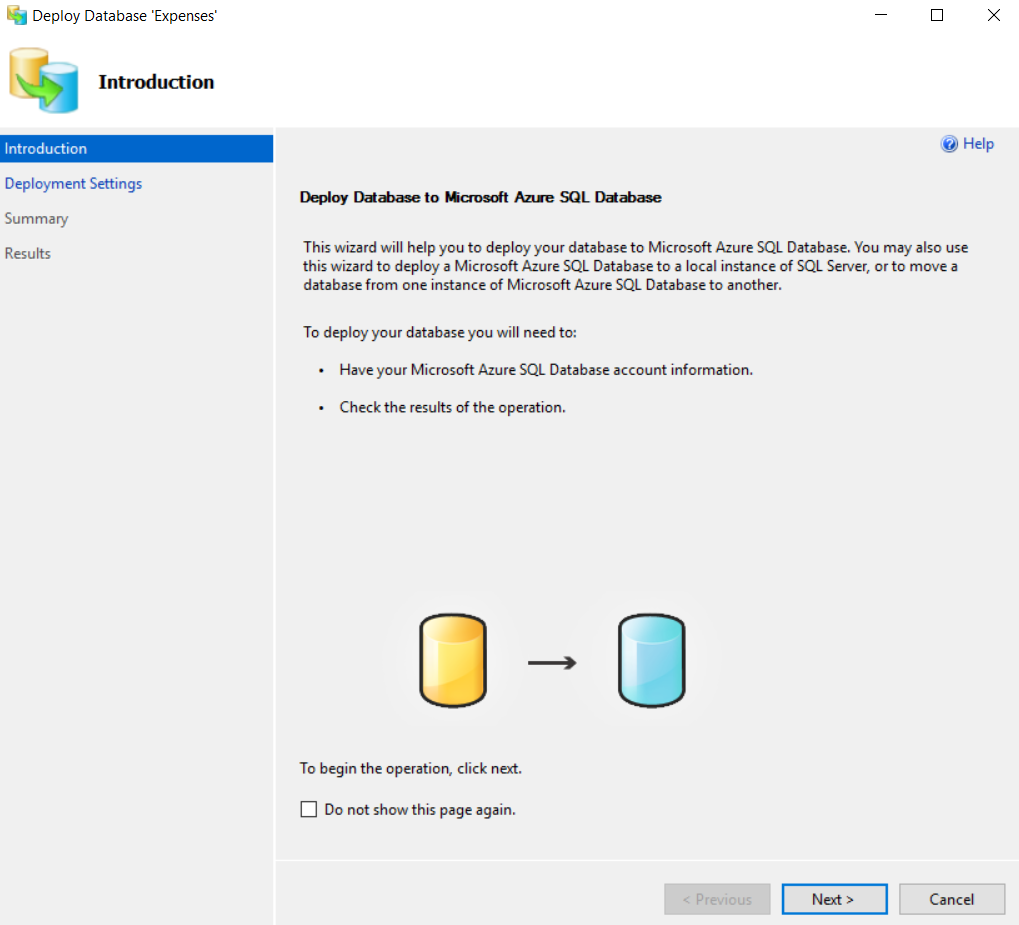 Deploy Database 'Expenses'
Introduction
Introduction
Deployment Settings
Summary
Results
Help
Deploy Database to Microsoft Azure SQL Database
This wizard will help you to deploy your database to Microsoft Azure SQL Database. You may also use
this wizard to deploy a Microsoft Azure SQL Database to a local instance of SQL Server, or to move a
database from one instance of Microsoft Azure SQL Database to another.
To deploy your database you will need to:
• Have your Microsoft Azure SQL Database account information.
• Check the results of the operation.
To begin the operation, click next.
Do not show this page again.
< Previous
Next >
Cancel